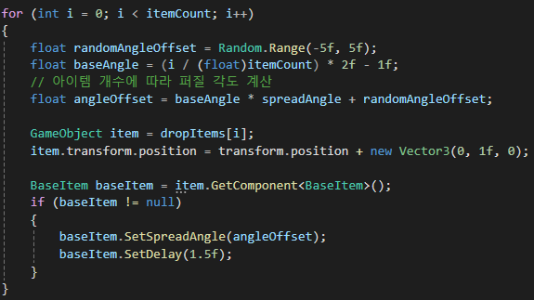 for (int i = 0; i < itemCount; i++)
{
float randomAngleOffset = Random.Range(-5f, 5f);
float baseAngle = (i / (float)itemCount) * 2f - 1f;
// 아이템 개수에 따라 퍼질 각도 계산
float angleOffset = baseAngle * spreadAngle + randomAngleOffset;
GameObject item = dropItems[i];
item.transform.position = transform.position + new Vector3(0, 1f, 0);
BaseItem baseItem = item.GetComponent<BaseItem>();
if (baseItem != null)
{
baseItem.SetSpreadAngle(angleOffset);
baseItem.SetDelay(1.5f);
}
}